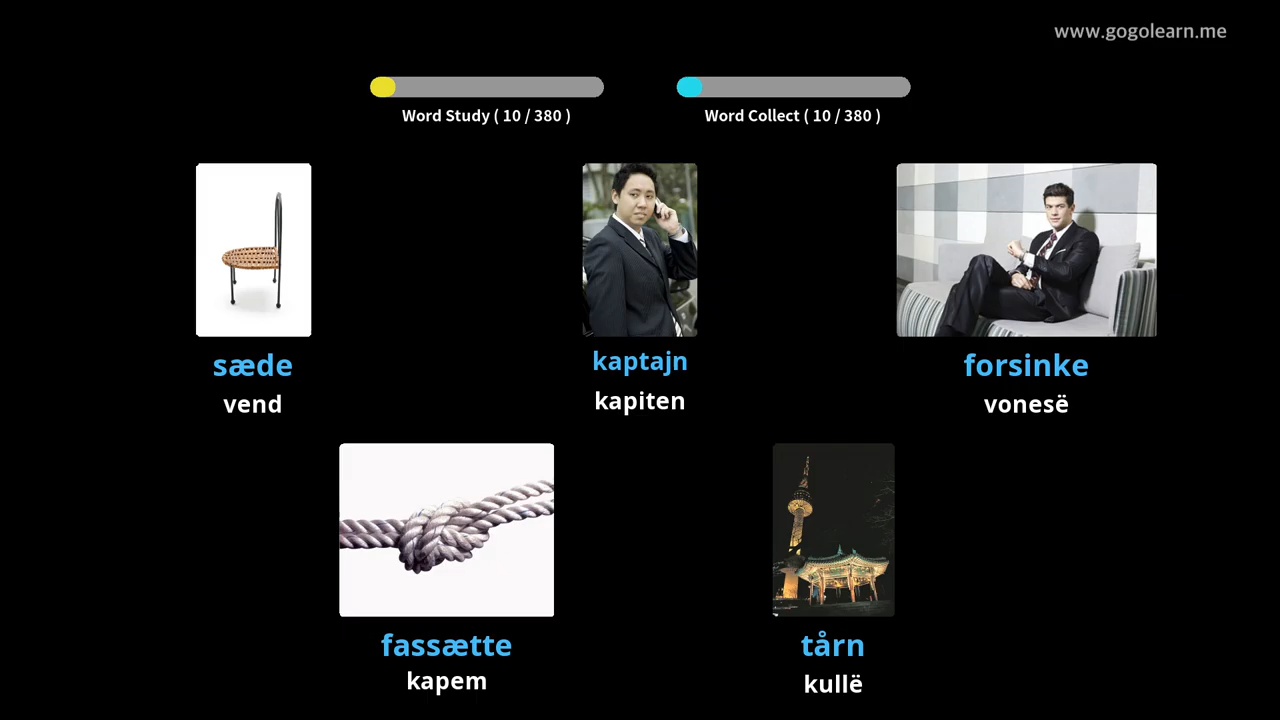 www.gogolearn.me
Word Study ( 10 / 380 )
Word Collect ( 10 / 380 )
sæde
vend
kaptajn
kapiten
forsinke
vonesë
fassætte
kapem
tårn
kullë